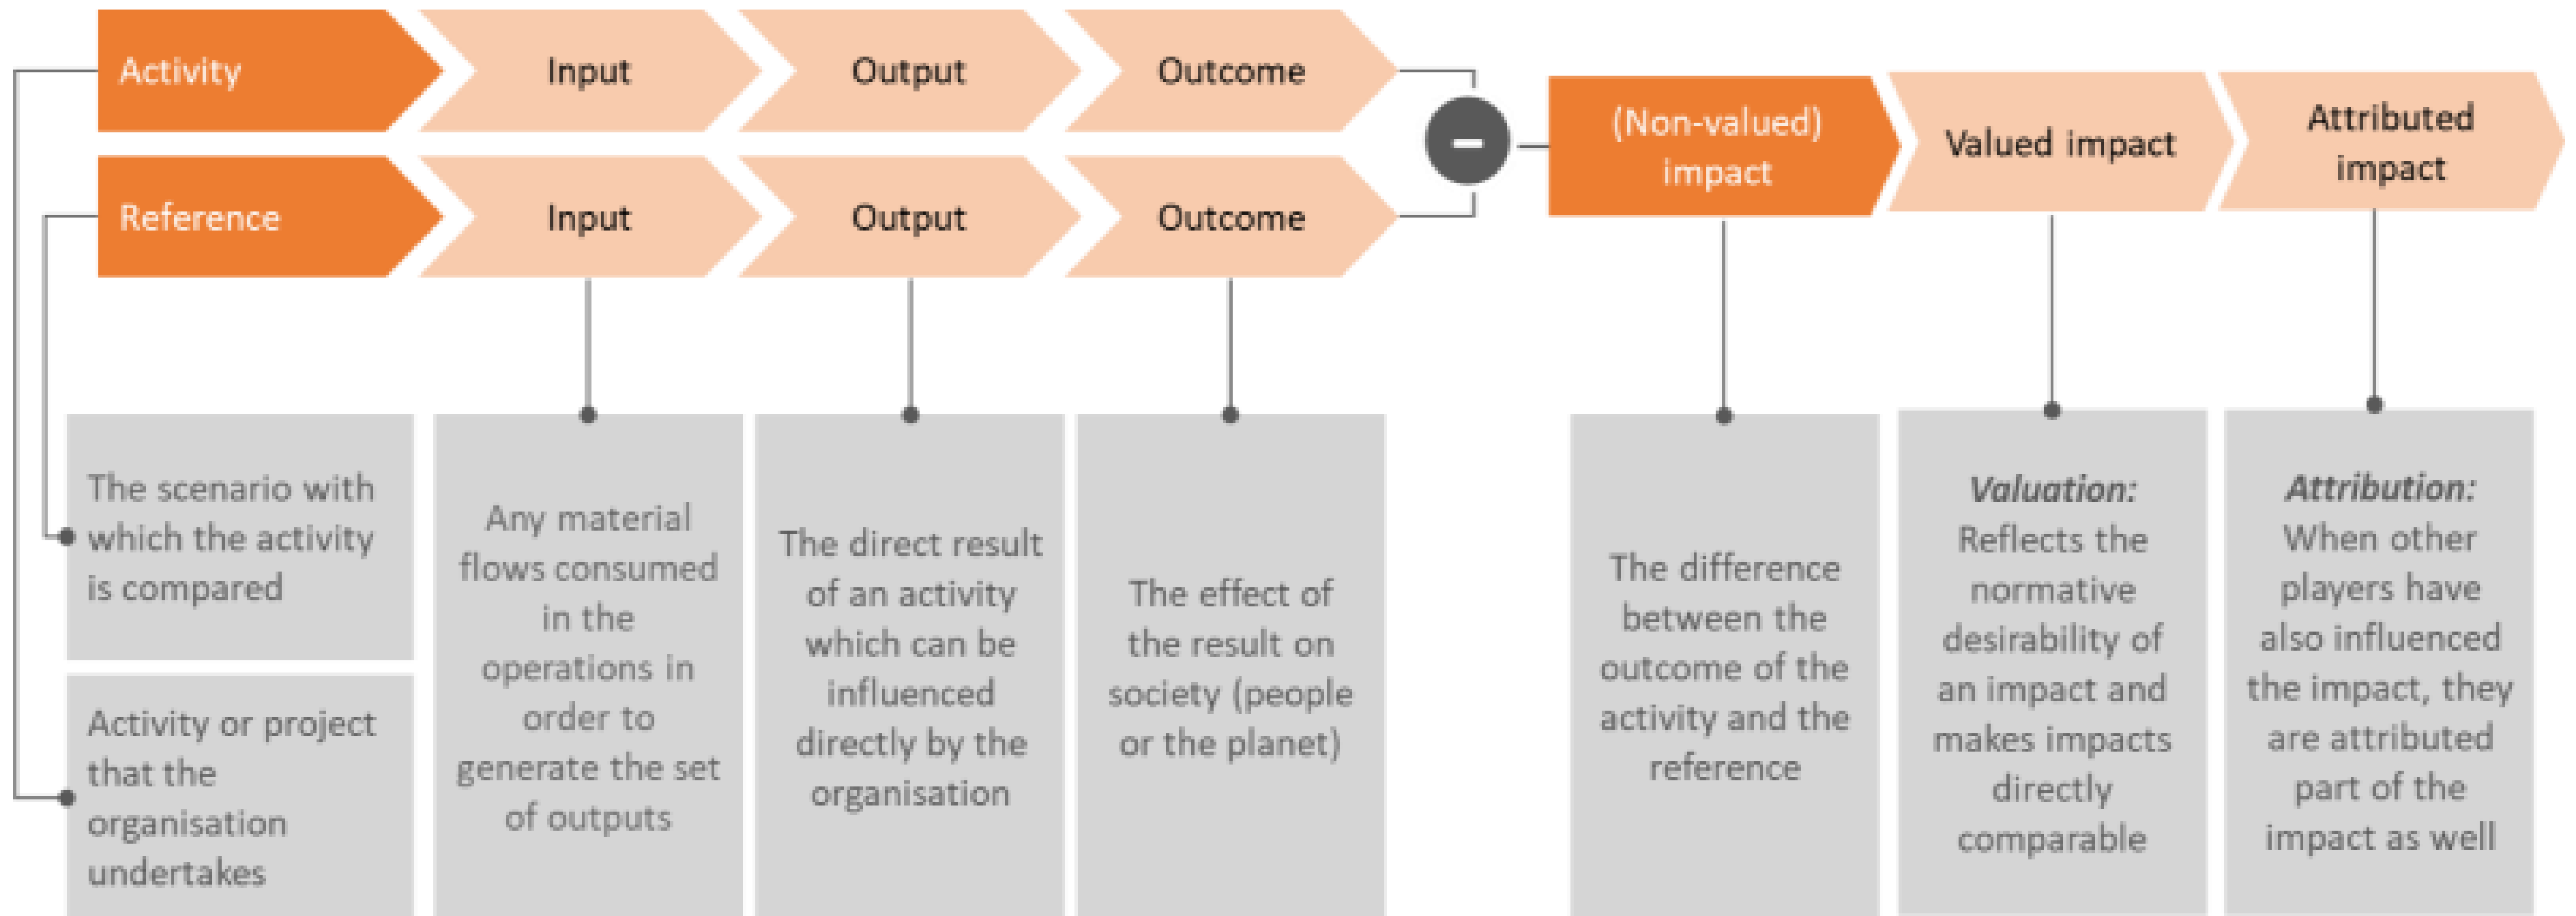 Activity
Input
Output
Outcome
Reference
Input
Output
Outcome
–
(Non-valued)
impact
Valued impact
Attributed
impact
The scenario with
which the activity
is compared
Activity or project
that the
organisation
undertakes
Any material
flows consumed
in the
operations in
order to
generate the set
of outputs
The direct result
of an activity
which can be
influenced
directly by the
organisation
The effect of
the result on
society (people
or the planet)
The difference
between the
outcome of the
activity and the
reference
Valuation:
Reflects the
normative
desirability of
an impact and
makes impacts
directly
comparable
Attribution:
When other
players have
also influenced
the impact, they
are attributed
part of the
impact as well